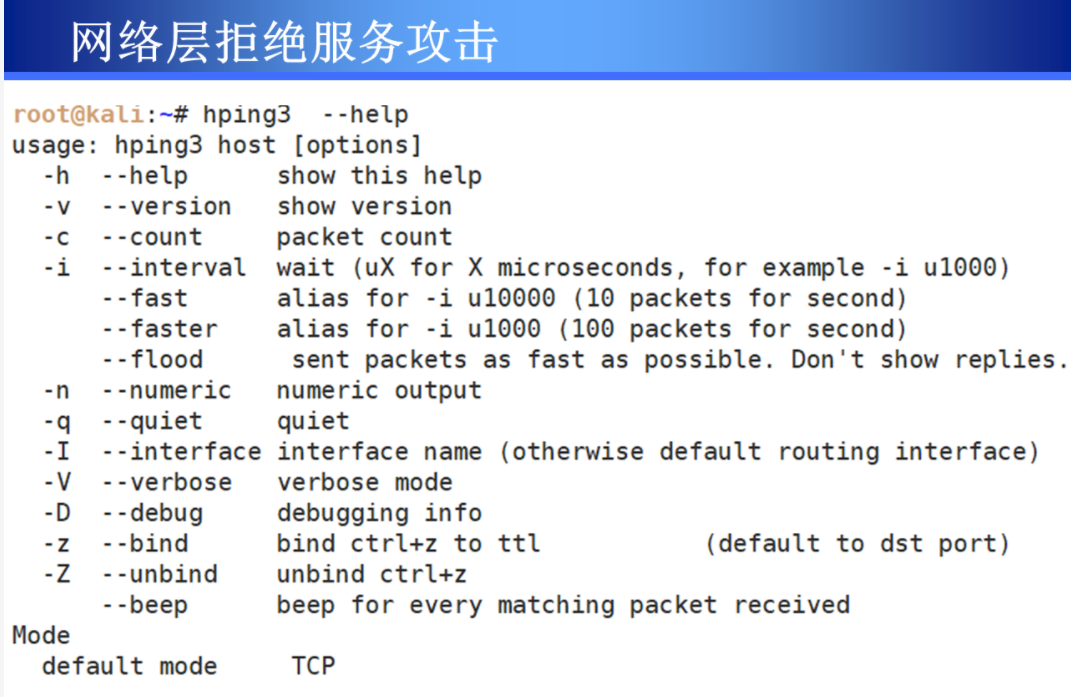 网络层拒绝服务攻击
root@kali:~# hping3  --help
usage: hping3 host [options]
  -h  --help      show this help
  -v  --version   show version
  -c  --count     packet count
  -i  --interval  wait (uX for X microseconds, for example -i u1000)
      --fast      alias for -i u10000 (10 packets for second)
      --faster    alias for -i u1000 (100 packets for second)
      --flood      sent packets as fast as possible. Don't show replies.
  -n  --numeric   numeric output
  -q  --quiet     quiet
  -I  --interface interface name (otherwise default routing interface)
  -V  --verbose   verbose mode
  -D  --debug     debugging info
  -z  --bind      bind ctrl+z to ttl           (default to dst port)
  -Z  --unbind    unbind ctrl+z
      --beep      beep for every matching packet received
Mode
  default mode     TCP